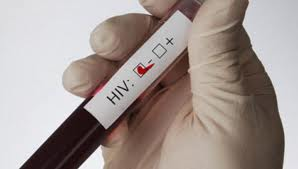 HIV: ☑ - ☐ +